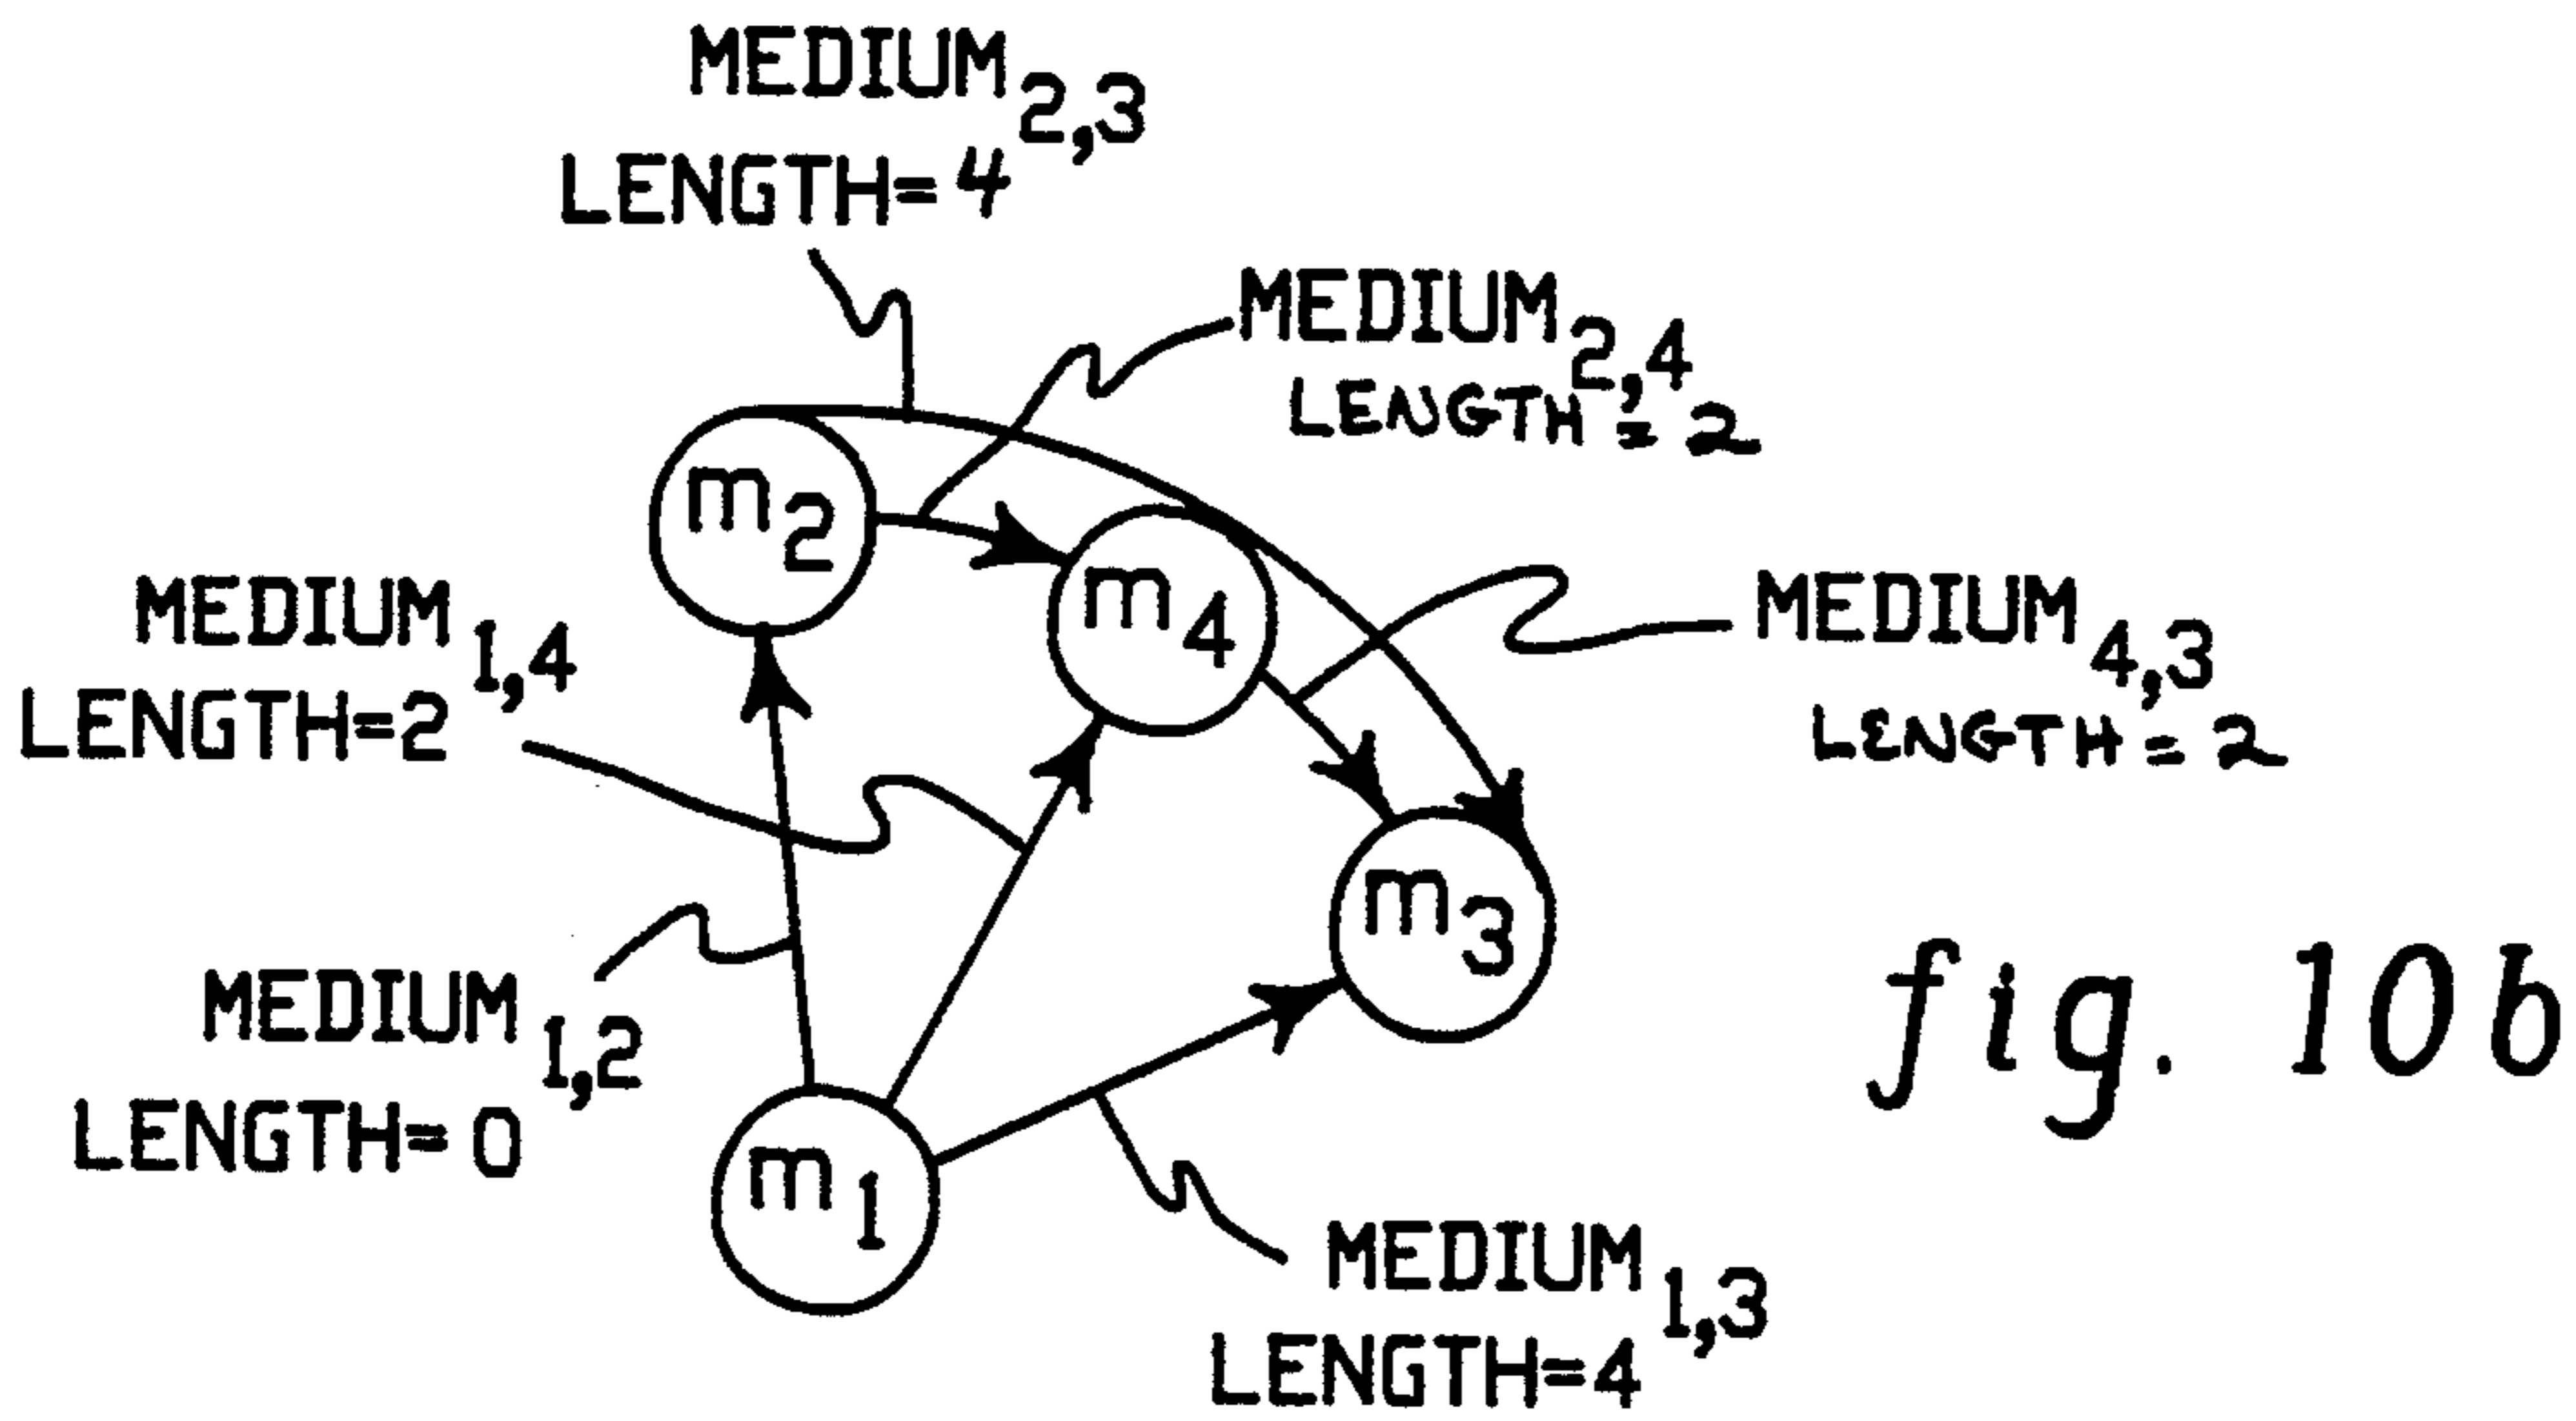 MEDIUM2,3
LENGTH=4
MEDIUM2,4
LENGTH=2
m2
m4
MEDIUM1,4
LENGTH=2
MEDIUM4,3
LENGTH=2
m3
MEDIUM1,2
LENGTH=0
m1
MEDIUM1,3
LENGTH=4
fig. 10b